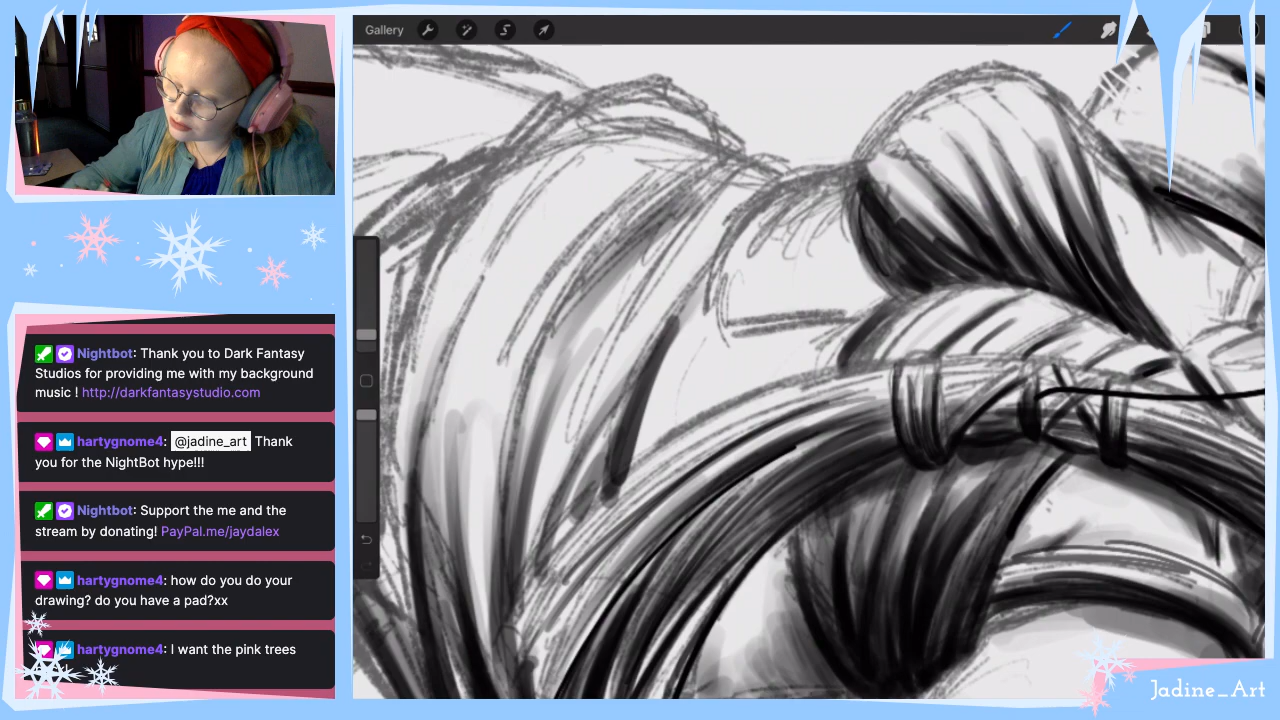 Gallery
Nightbot: Thank you to Dark Fantasy
Studios for providing me with my background
music ! http://darkfantasystudio.com
hartygnome4: @jadine_art Thank
you for the NightBot hype!!!
Nightbot: Support the me and the
stream by donating! PayPal.me/jaydalex
hartygnome4: how do you do your
drawing? do you have a pad?xx
hartygnome4: I want the pink trees
Jadine_Art